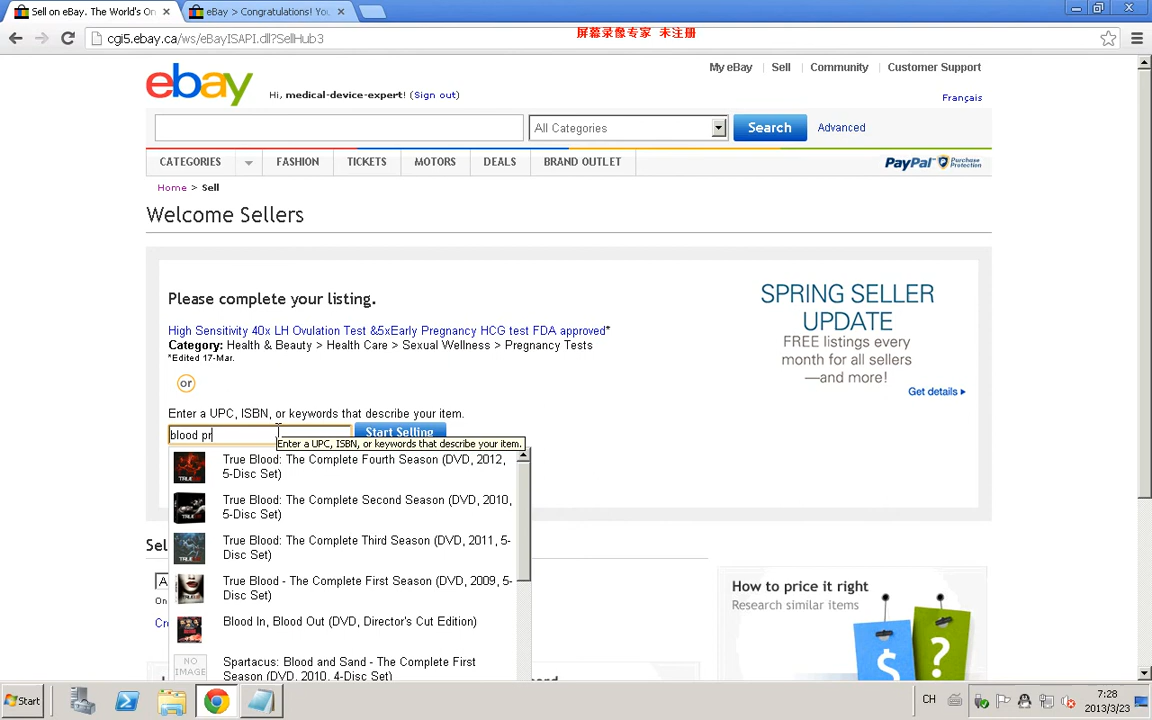 Sell on eBay. The World's On
eBay > Congratulations! You
cgi5.ebay.ca/ws/eBayISAPI.dll?SellHub3
屏幕录像专家 未注册
My eBay | Sell | Community | Customer Support
ebay
Hi, medical-device-expert! (Sign out)
Français
All Categories
Search
Advanced
CATEGORIES
FASHION
TICKETS
MOTORS
DEALS
BRAND OUTLET
PayPal Purchase Protection
Home > Sell
Welcome Sellers
Please complete your listing.
High Sensitivity 40x LH Ovulation Test &5xEarly Pregnancy HCG test FDA approved*
Category: Health & Beauty > Health Care > Sexual Wellness > Pregnancy Tests
*Edited 17-Mar.
or
Enter a UPC, ISBN, or keywords that describe your item.
blood pr
Start Selling
Enter a UPC, ISBN, or keywords that describe your item.
True Blood: The Complete Fourth Season (DVD, 2012,
5-Disc Set)
True Blood: The Complete Second Season (DVD, 2010,
5-Disc Set)
True Blood: The Complete Third Season (DVD, 2011, 5-
Disc Set)
True Blood - The Complete First Season (DVD, 2009, 5-
Disc Set)
Blood In, Blood Out (DVD, Director's Cut Edition)
NO
IMAGE
Spartacus: Blood and Sand - The Complete First
Season (DVD, 2010, 4-Disc Set)
SPRING SELLER
UPDATE
FREE listings every
month for all sellers
—and more!
Get details
Sel
A
On
Cr
How to price it right
Research similar items
$
?
Start
CH
7:28
2013/3/23